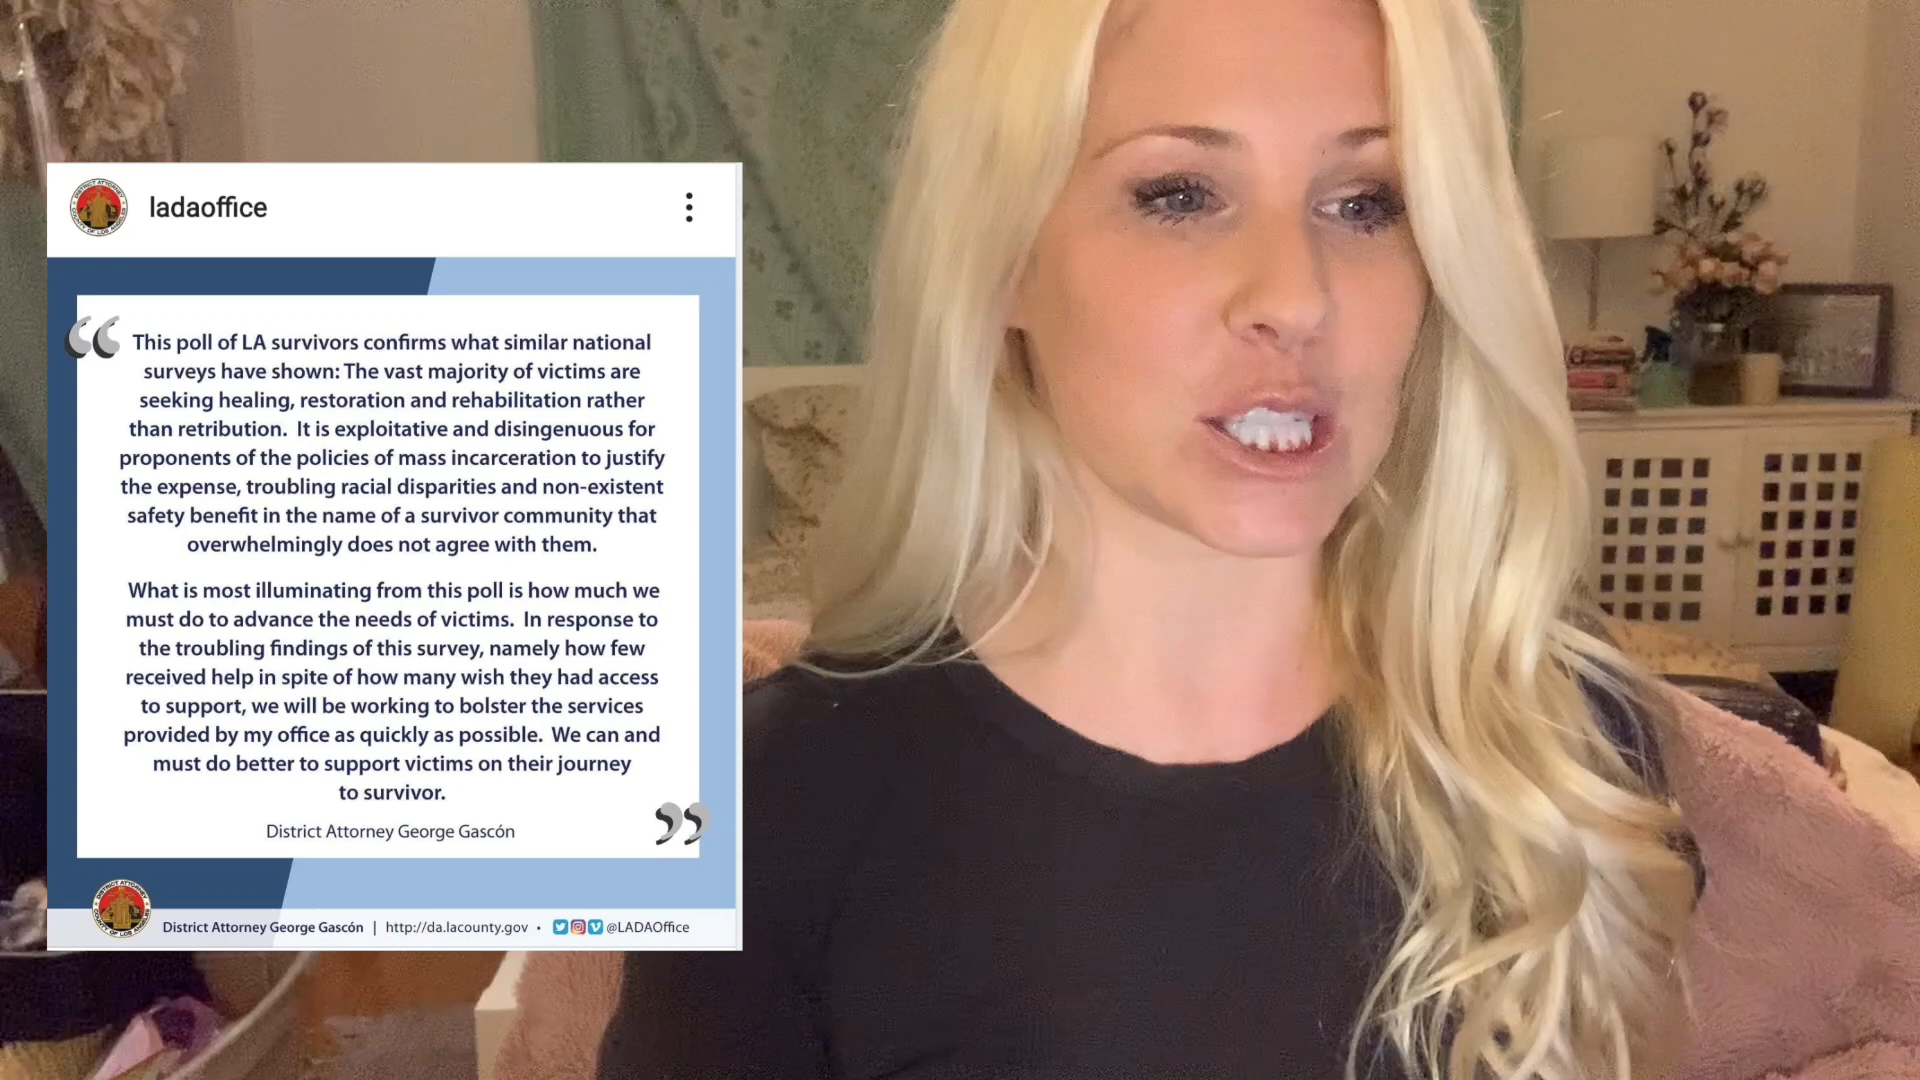 ladaoffice
This poll of LA survivors confirms what similar national
surveys have shown: The vast majority of victims are
seeking healing, restoration and rehabilitation rather
than retribution. It is exploitative and disingenuous for
proponents of the policies of mass incarceration to justify
the expense, troubling racial disparities and non-existent
safety benefit in the name of a survivor community that
overwhelmingly does not agree with them.
What is most illuminating from this poll is how much we
must do to advance the needs of victims. In response to
the troubling findings of this survey, namely how few
received help in spite of how many wish they had access
to support, we will be working to bolster the services
provided by my office as quickly as possible. We can and
must do better to support victims on their journey
to survivor.
District Attorney George Gascón
District Attorney George Gascón | http://da.lacounty.gov • @LADAOffice